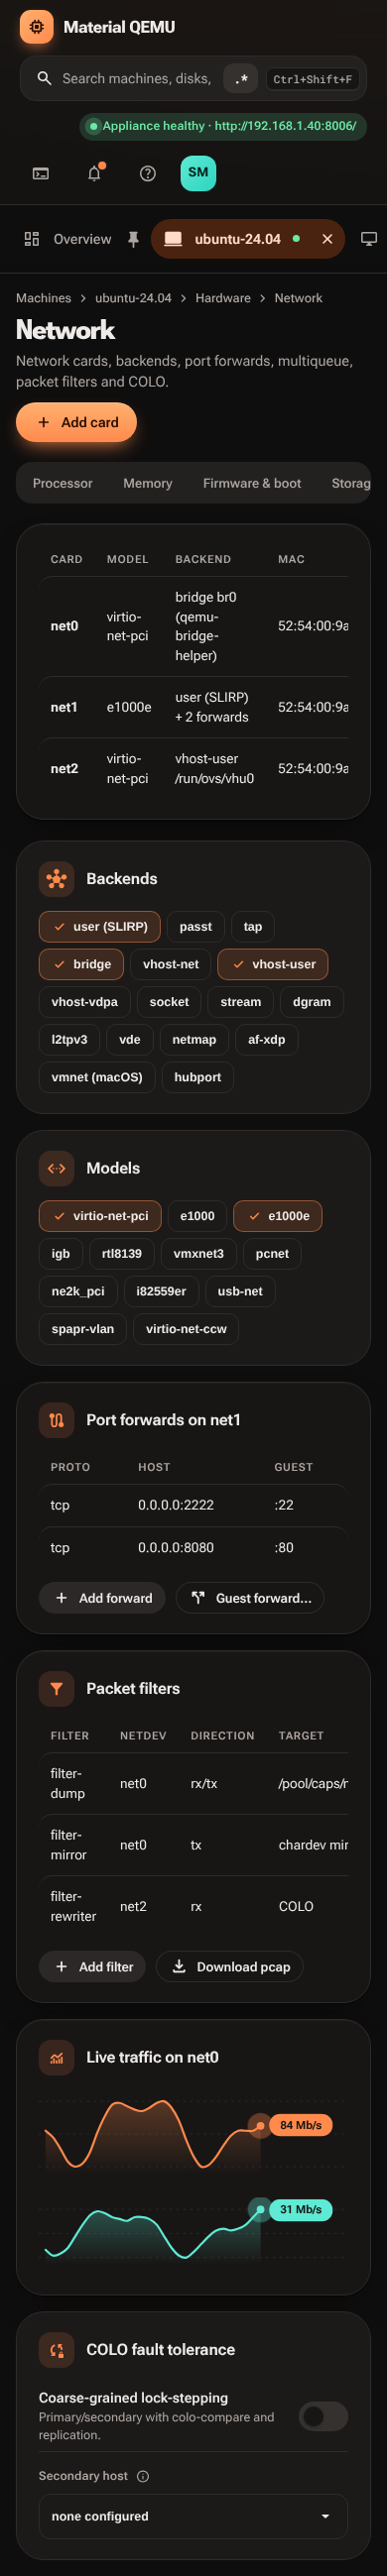 Material QEMU
Search machines, disks, .* Ctrl+Shift+F
Appliance healthy · http://192.168.1.40:8006/
SM
Overview ubuntu-24.04
Machines > ubuntu-24.04 > Hardware > Network
Network
Network cards, backends, port forwards, multiqueue,
packet filters and COLO.
Add card
Processor Memory Firmware & boot Storag
CARD MODEL BACKEND MAC
net0 virtio-net-pci bridge br0 (qemu-bridge-helper) 52:54:00:9a
net1 e1000e user (SLIRP) + 2 forwards 52:54:00:9a
net2 virtio-net-pci vhost-user /run/ovs/vhu0 52:54:00:9a
Backends
user (SLIRP) passt tap
bridge vhost-net vhost-user
vhost-vdpa socket stream dgram
l2tpv3 vde netmap af-xdp
vmnet (macOS) hubport
Models
virtio-net-pci e1000 e1000e
igb rtl8139 vmxnet3 pcnet
ne2k_pci i82559er usb-net
spapr-vlan virtio-net-ccw
Port forwards on net1
PROTO HOST GUEST
tcp 0.0.0.0:2222 :22
tcp 0.0.0.0:8080 :80
Add forward Guest forward...
Packet filters
FILTER NETDEV DIRECTION TARGET
filter-dump net0 rx/tx /pool/caps/
filter-mirror net0 tx chardev mir
filter-rewriter net2 rx COLO
Add filter Download pcap
Live traffic on net0
84 Mb/s
31 Mb/s
COLO fault tolerance
Coarse-grained lock-stepping
Primary/secondary with colo-compare and
replication.
Secondary host
none configured